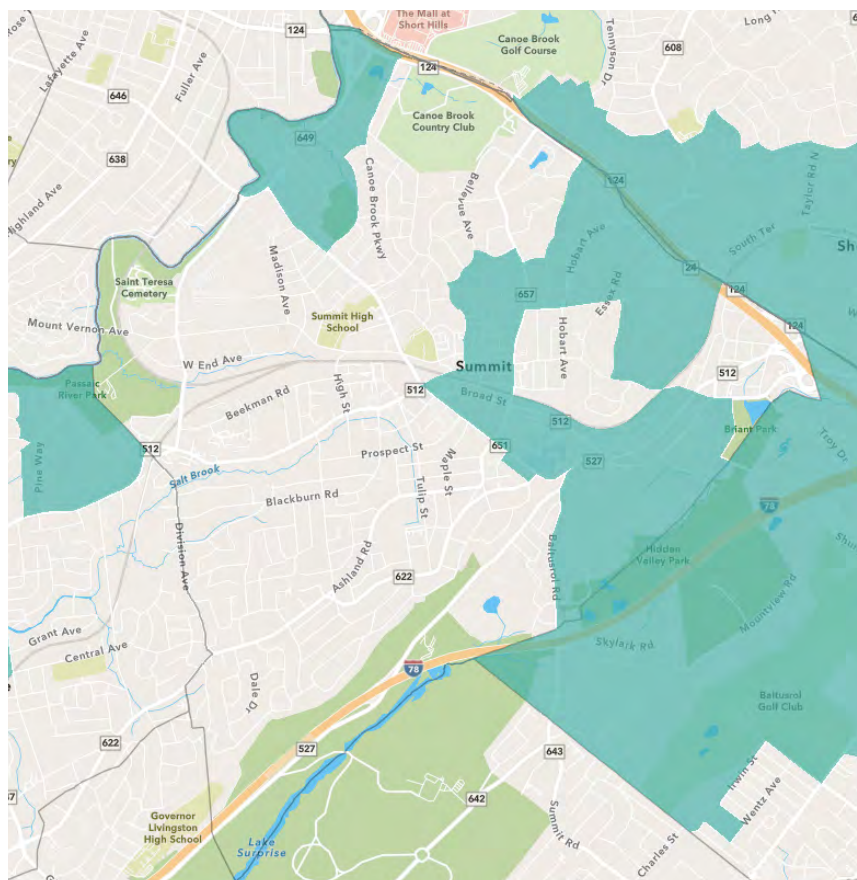 The Mall at
Short Hills
Canoe Brook
Golf Course
Tennyson Dr
Long
608
Rose
Lafayette Ave
Fuller Ave
124
124
646
638
649
Canoe Brook
Country Club
Highland Ave
Canoe Brook Pkwy
Bellevue Ave
124
Taylor Rd N
South Ter
Sh
Hobart Ave
Essex Rd
24
124
124
Saint Teresa
Cemetery
Madison Ave
657
Mount Vernon Ave
Summit High
School
Hobart Ave
W End Ave
Summit
512
Passaic
River Park
High St
512
Broad St
512
Beekman Rd
Briant Park
Troy Dr
Pine Way
512
651
Prospect St
Maple St
527
Salt Brook
Blackburn Rd
Tulip St
78
Division Ave
Baltusrol Rd
Hidden
Valley Park
Ashland Rd
622
Mountview Rd
Grant Ave
Skylark Rd
Central Ave
78
Dale Dr
Baltusrol
Golf Club
622
527
643
Irwin St
Wentz Ave
642
Governor
Livingston
High School
Lake
Surprise
Summit Rd
Charles St